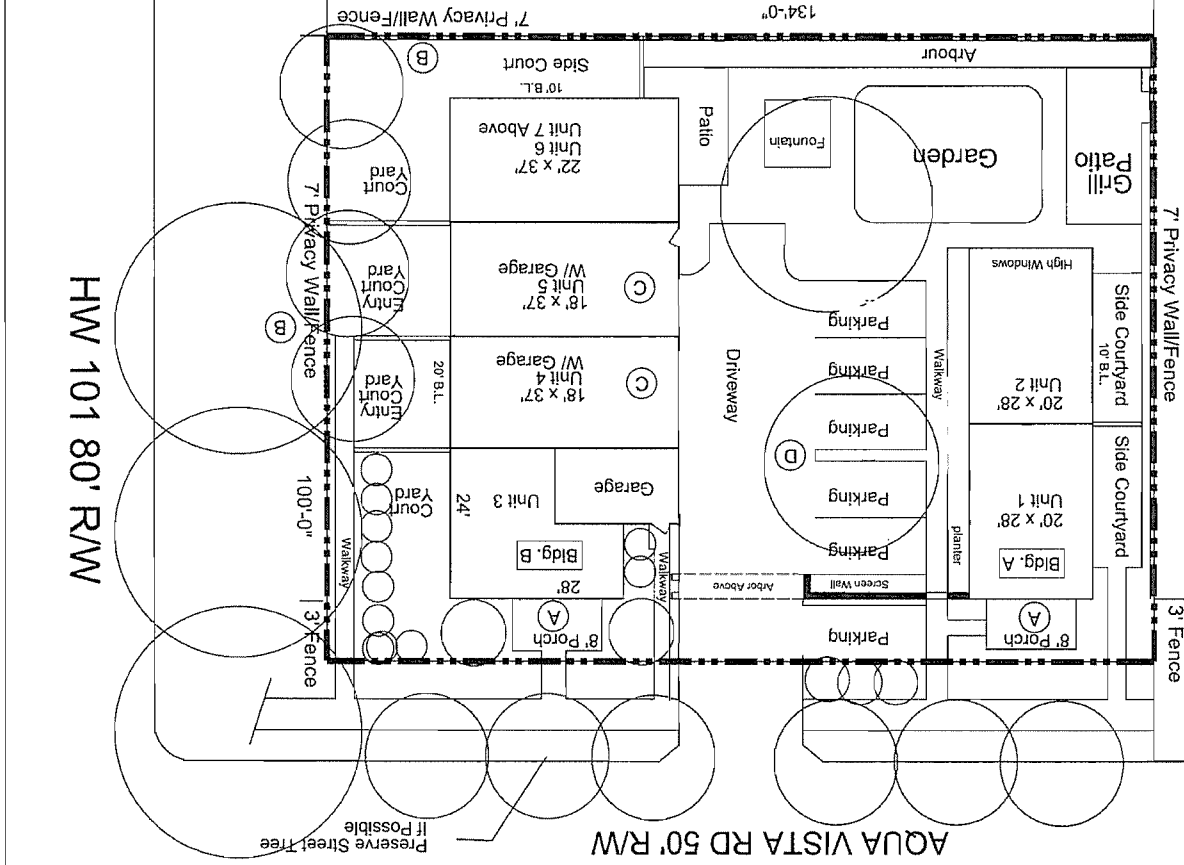 AQUA VISTA RD 50' R/W
Preserve Street Tree
If Possible
3' Fence
8' Porch
A
Parking
8' Porch
A
3' Fence
Bldg. A
20' x 28'
Unit 1
Side Courtyard
planter
Screen Wall
Arbor Above
Walkway
28'
Bldg. B
Unit 3
24'
Garage
Court
Yard
Walkway
100'-0"
HW 101 80' R/W
Parking
Parking
D
Parking
Parking
Parking
Driveway
Walkway
20' x 28'
Unit 2
High Windows
Side Courtyard
10' B.L.
7' Privacy Wall/Fence
18' x 37'
Unit 4
W/ Garage
C
20' B.L.
Entry
Court
Yard
18' x 37'
Unit 5
W/ Garage
C
Entry
Court
Yard
B
7' Privacy Wall/Fence
22' x 37'
Unit 6
Unit 7 Above
Court
Yard
Grill
Patio
Garden
Fountain
Patio
10' B.L.
Side Court
B
Arbour
134'-0"
7' Privacy Wall/Fence